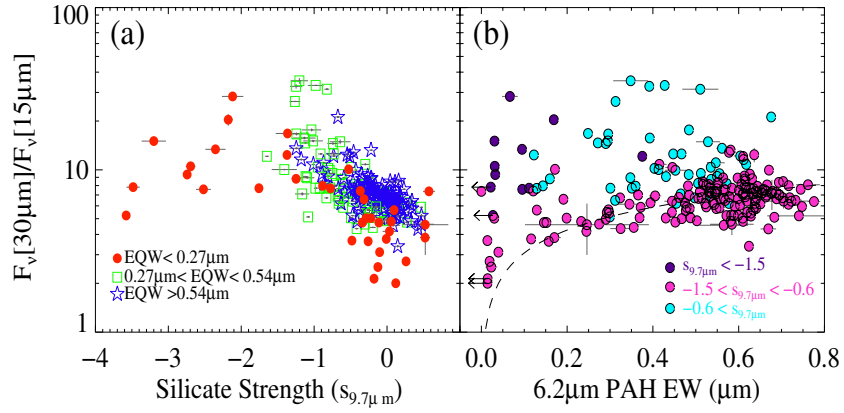 (a)
(b)
100
10
1
Fν[30μm]/Fν[15μm]
EQW< 0.27μm
0.27μm< EQW< 0.54μm
EQW >0.54μm
s9.7μm < −1.5
−1.5 < s9.7μm < −0.6
−0.6 < s9.7μm
−4 −3 −2 −1 0
0.0 0.2 0.4 0.6 0.8
Silicate Strength (s9.7μ m)
6.2μm PAH EW (μm)